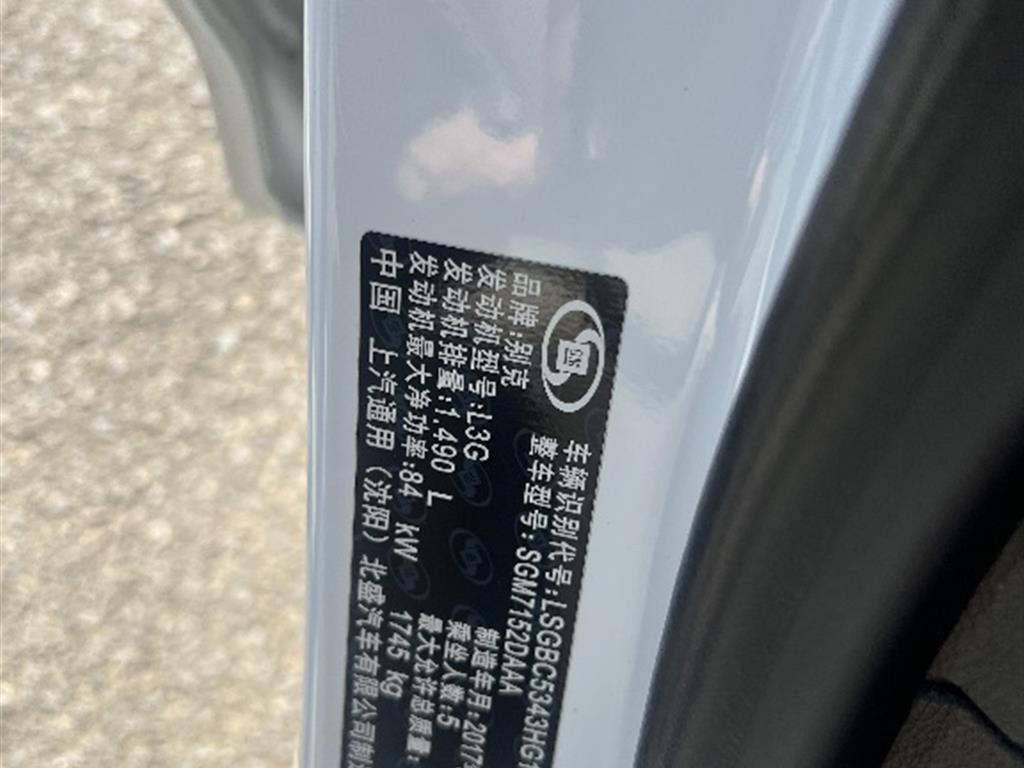 车辆识别代号:LSGBC5343HG1
整车型号:SGM7152DAAA
品牌:别克
发动机型号:L3G
制造年月:2017
发动机排量:1.490 L
乘坐人数:5
发动机最大净功率:84 kW
最大允许总质量:
1745 kg
中国 上汽通用（沈阳）北盛汽车有限公司制造